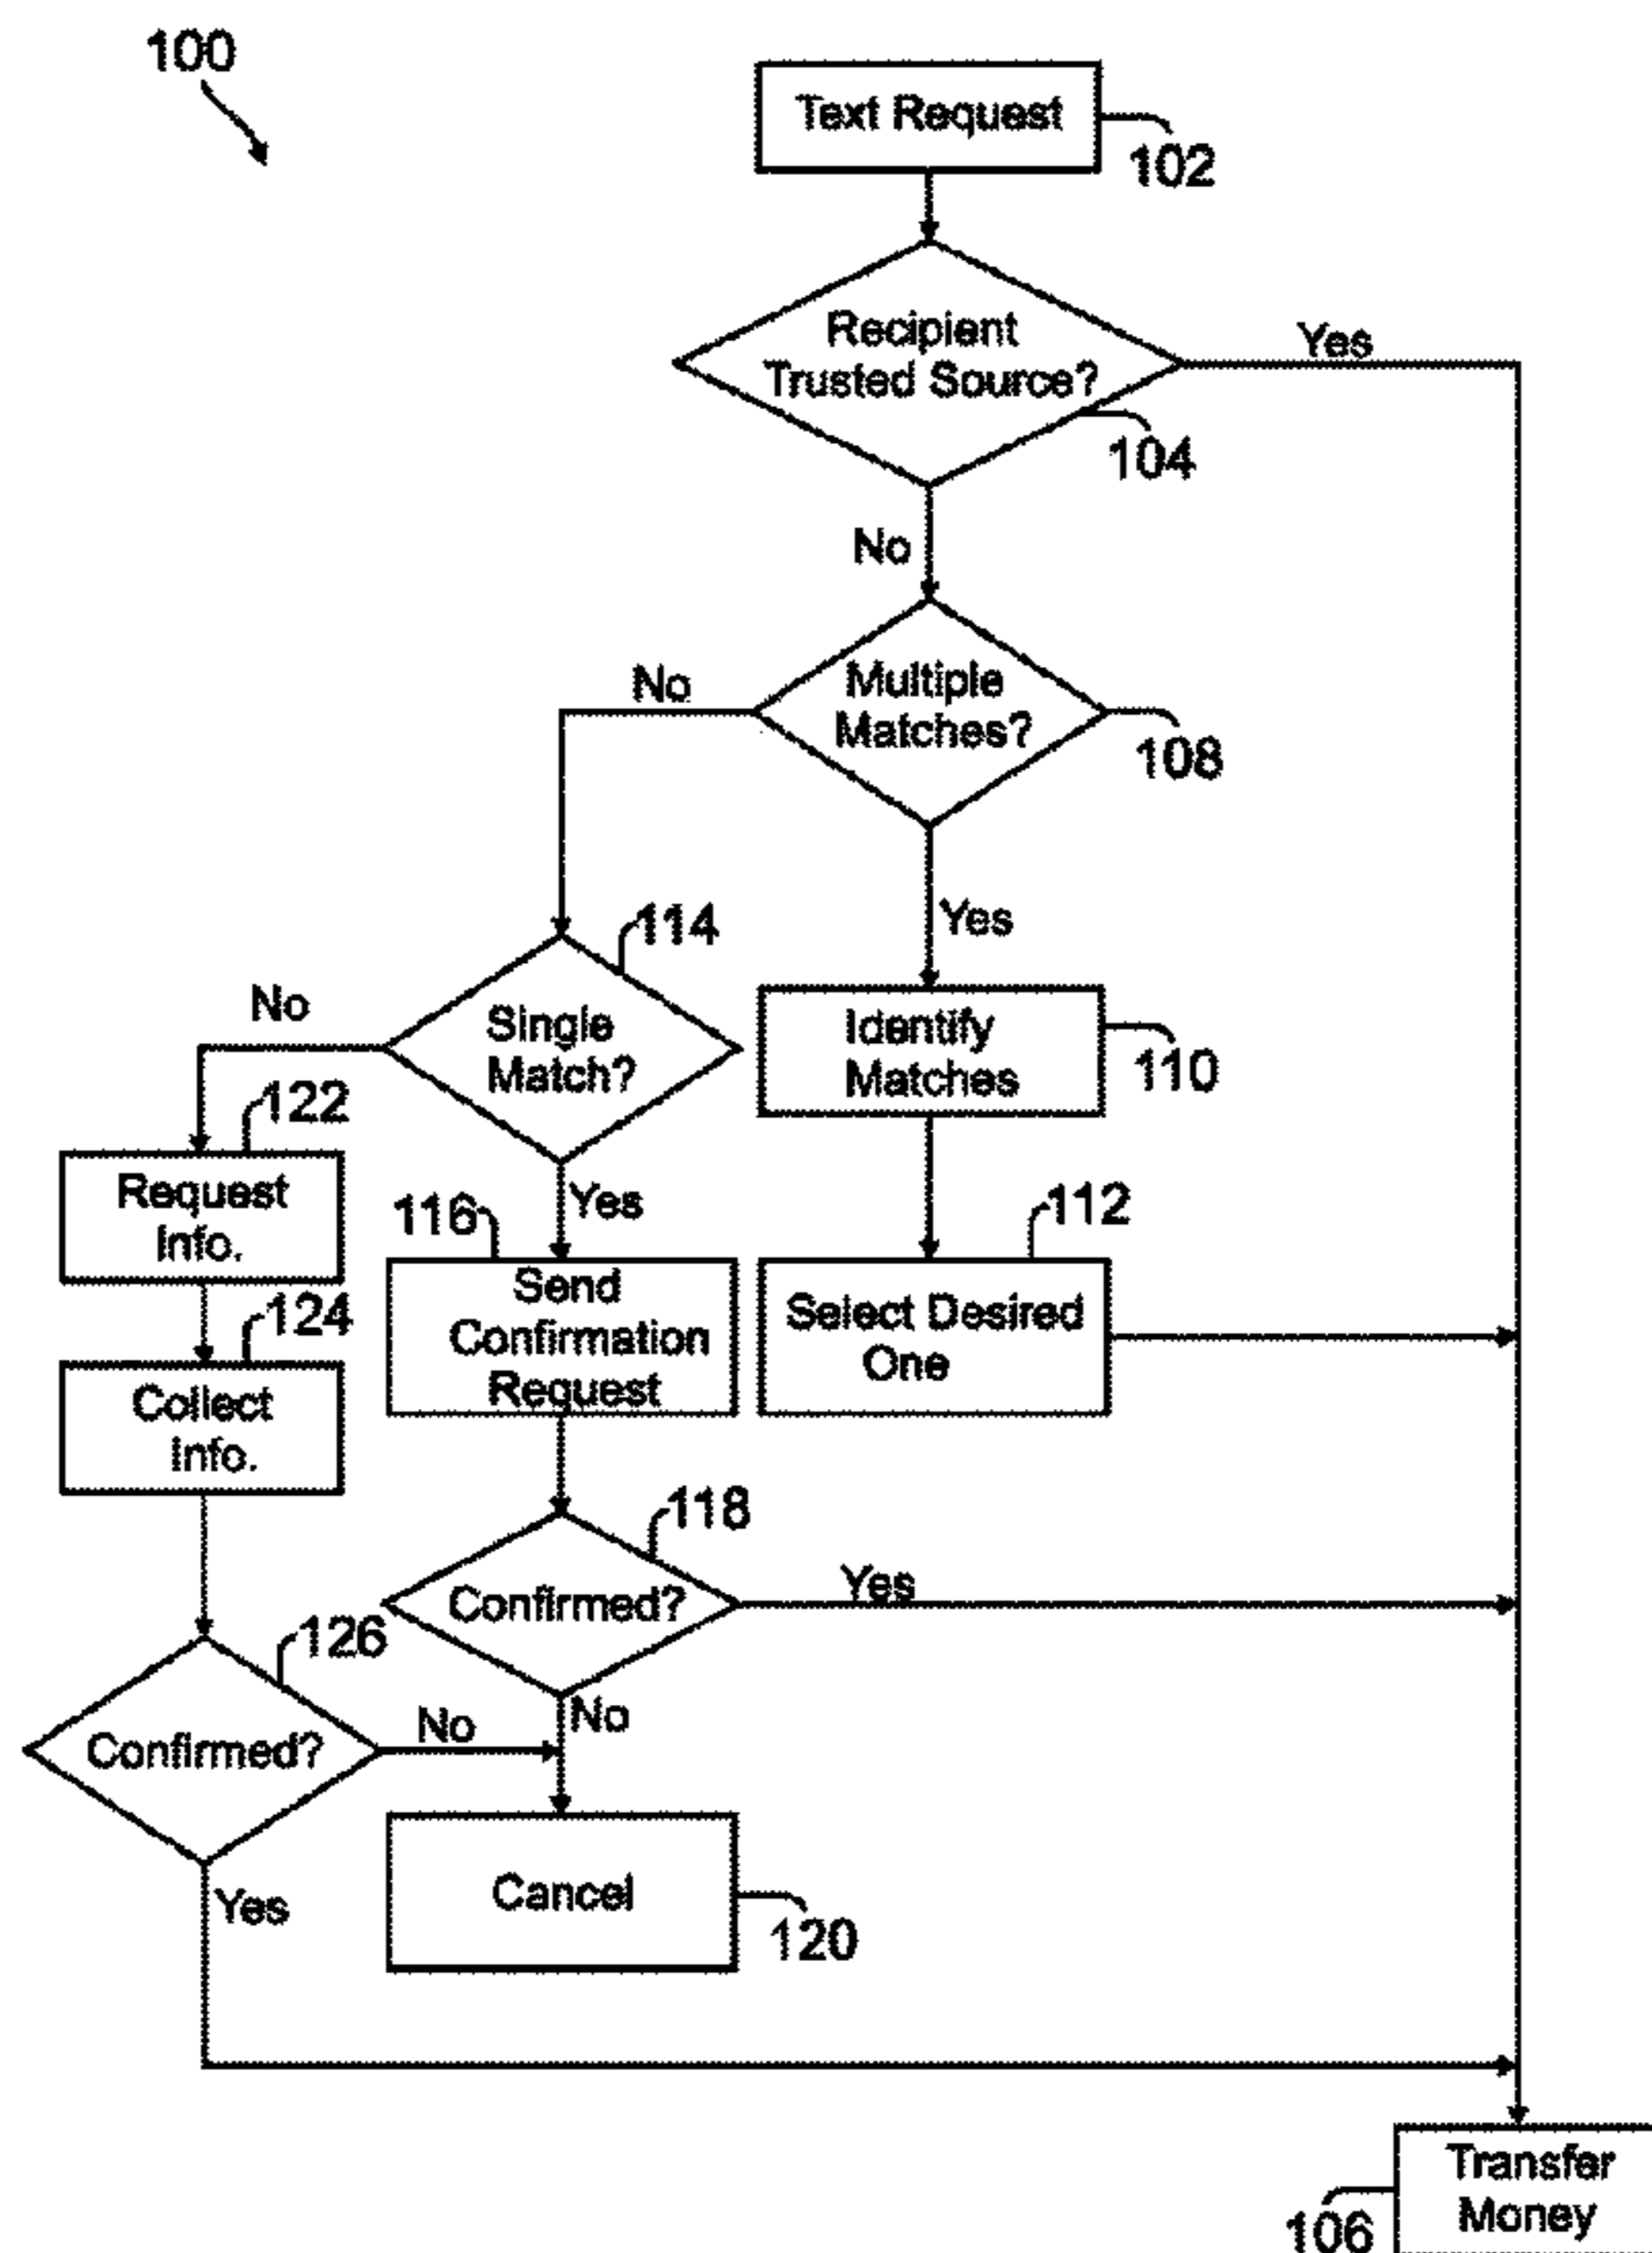 100
Text Request
102
Recipient
Trusted Source?
Yes
104
No
Multiple
Matches?
No
108
Yes
114
Single
Match?
No
Identify
Matches
110
122
Request
Info.
Yes
116
Send
Confirmation
Request
112
Select Desired
One
124
Collect
Info.
118
Confirmed?
Yes
126
Confirmed?
No
No
Cancel
120
Yes
Transfer
Money
106